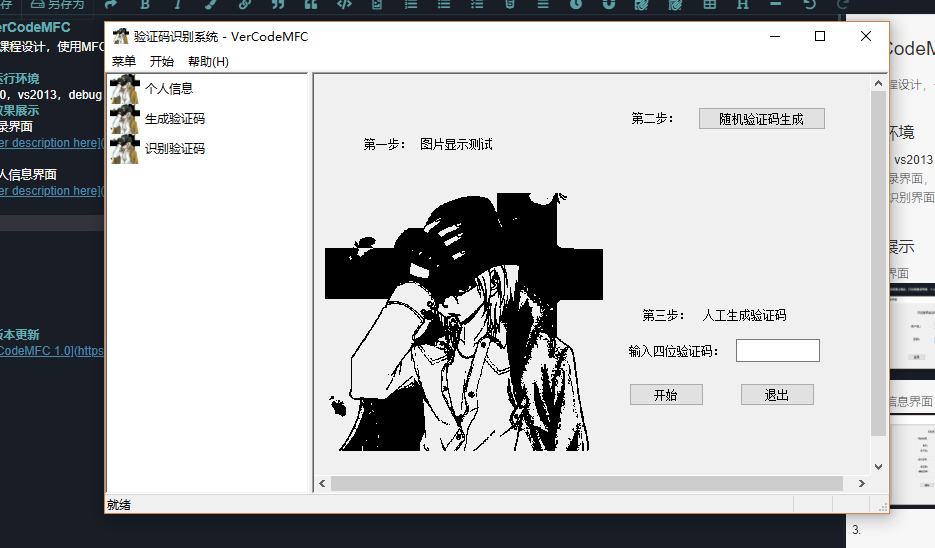 存 另存为 B I H
erCodeMFC
课程设计，使用MFC
运行环境
0，vs2013，debug
效果展示
录界面
er description here](
人信息界面
er description here](
版本更新
CodeMFC 1.0](https
验证码识别系统 - VerCodeMFC
菜单 开始 帮助(H)
个人信息
生成验证码
识别验证码
第二步： 随机验证码生成
第一步： 图片显示测试
第三步： 人工生成验证码
输入四位验证码：
开始 退出
就绪
CodeM
程设计，
环境
vs2013
录界面，
识别界面
展示
界面
信息界面
3.